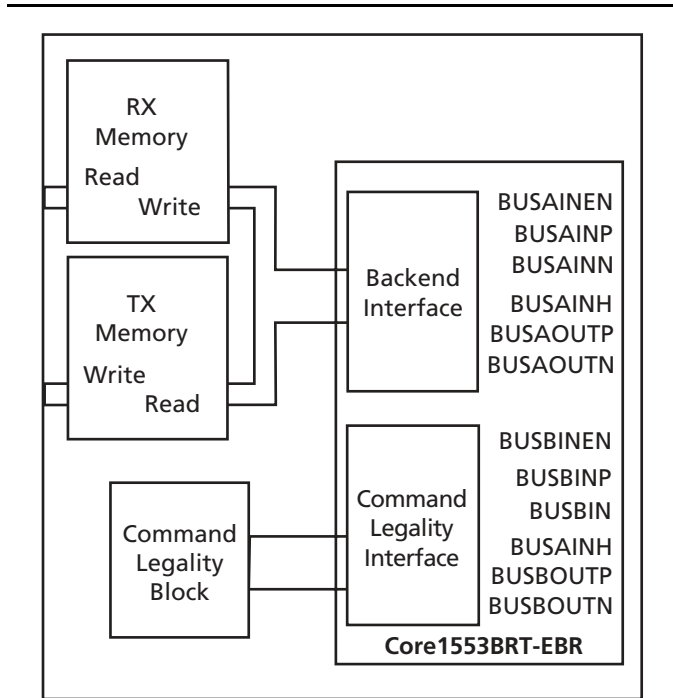 RX
Memory
Read
Write
TX
Memory
Write
Read
Command
Legality
Block
Backend
Interface
Command
Legality
Interface
BUSAINEN
BUSAINP
BUSAINN
BUSAINH
BUSAOUTP
BUSAOUTN
BUSBINEN
BUSBINP
BUSBIN
BUSAINH
BUSBOUTP
BUSBOUTN
Core1553BRT-EBR